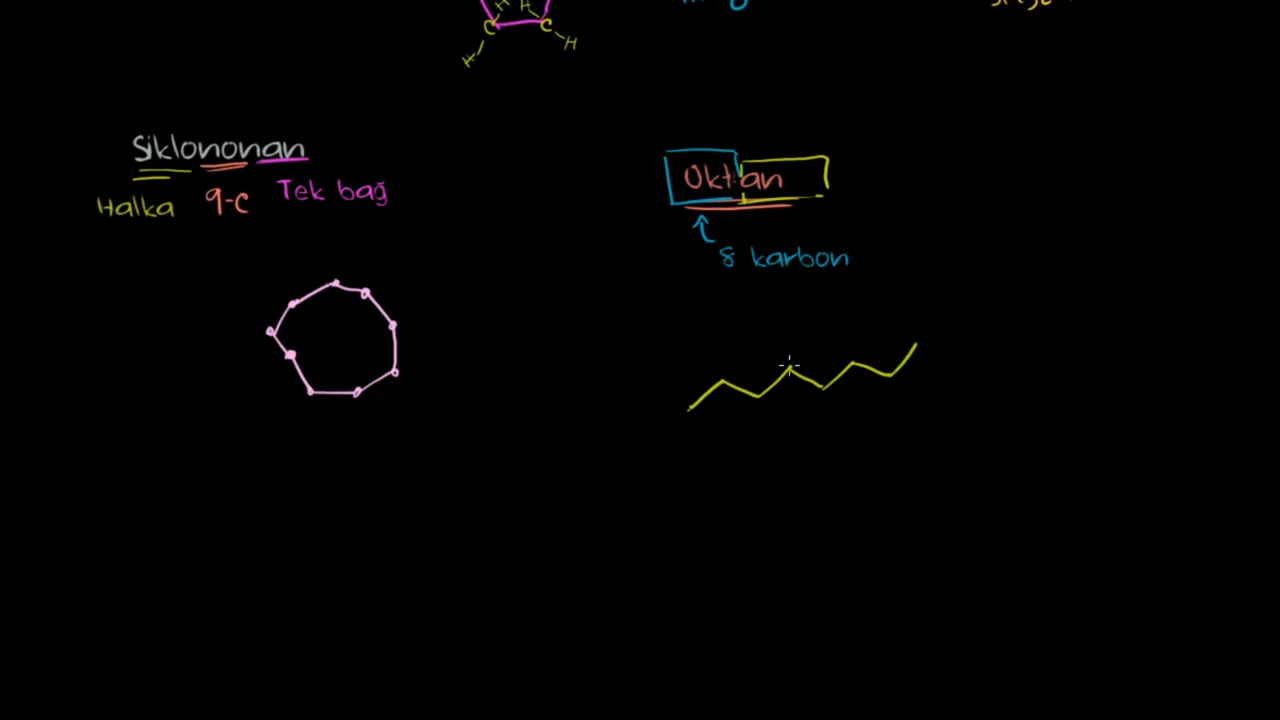 H H
C C
H H
Siklononan
Halka 9-C Tek bağ
Oktan
8 karbon